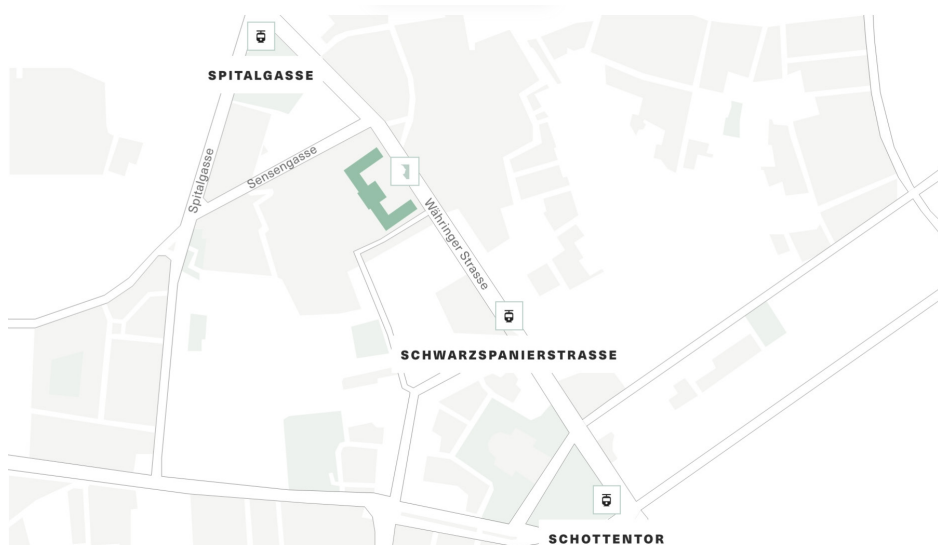 SPITALGASSE
Sensengasse
Spitalgasse
Währinger Strasse
SCHWARZSPANIERSTRASSE
SCHOTTENTOR